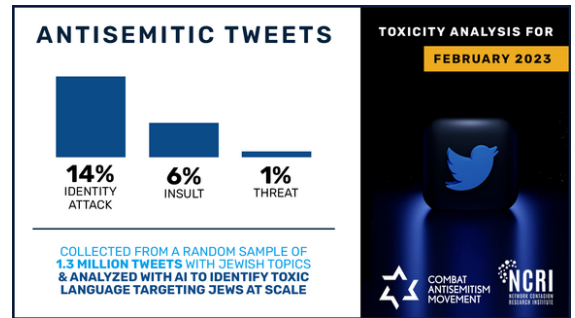 ANTISEMITIC TWEETS
14%
IDENTITY
ATTACK
6%
INSULT
1%
THREAT
COLLECTED FROM A RANDOM SAMPLE OF
1.3 MILLION TWEETS WITH JEWISH TOPICS
& ANALYZED WITH AI TO IDENTIFY TOXIC
LANGUAGE TARGETING JEWS AT SCALE
TOXICITY ANALYSIS FOR
FEBRUARY 2023
COMBAT
ANTISEMITISM
MOVEMENT
NCRI
NETWORK CONTAGION
RESEARCH INSTITUTE